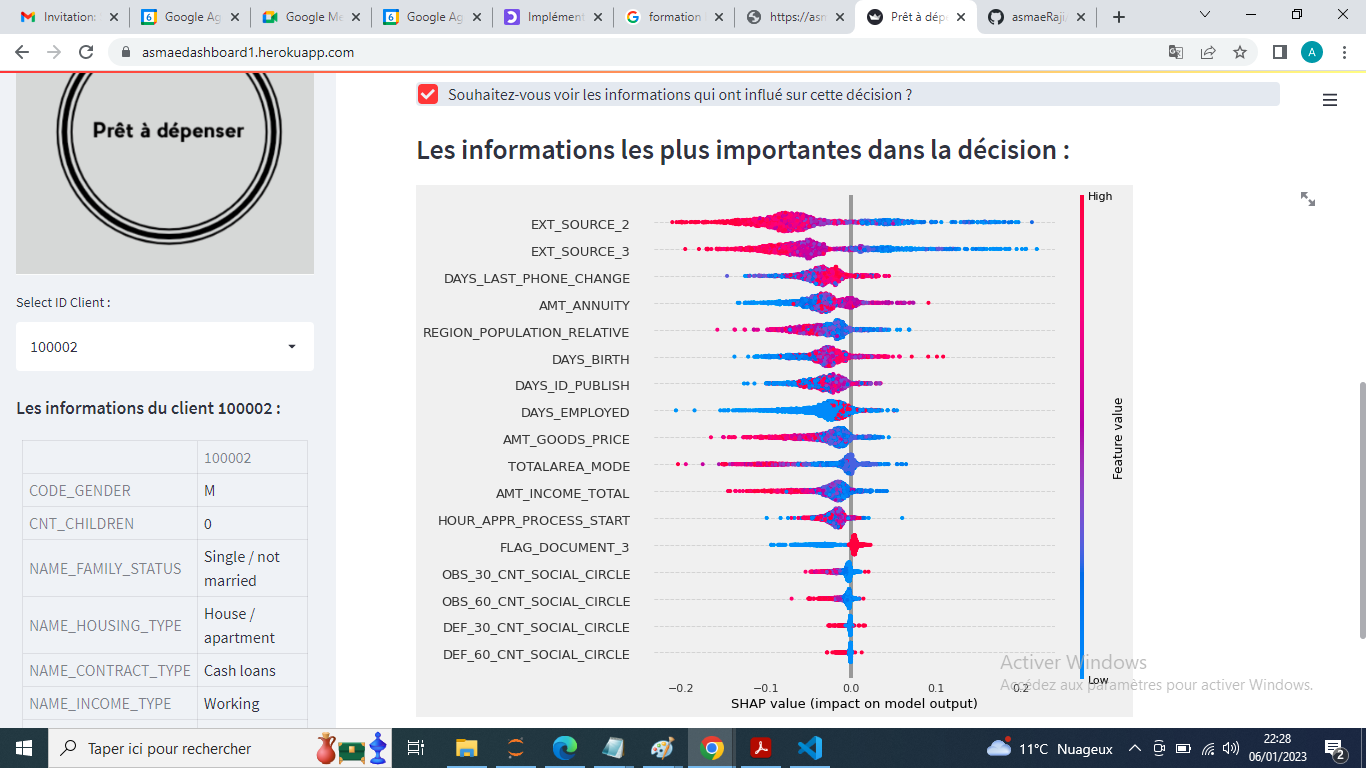 Invitation:
Google Ag
Google Me
Google Ag
Implément
formation
https://asm
Prêt à dép
asmaeRaji/
asmaedashboard1.herokuapp.com
A
Prêt à dépenser
Select ID Client :
100002
Les informations du client 100002 :
100002
CODE_GENDER M
CNT_CHILDREN 0
NAME_FAMILY_STATUS Single / not
married
NAME_HOUSING_TYPE House /
apartment
NAME_CONTRACT_TYPE Cash loans
NAME_INCOME_TYPE Working
Souhaitez-vous voir les informations qui ont influé sur cette décision ?
Les informations les plus importantes dans la décision :
EXT_SOURCE_2
EXT_SOURCE_3
DAYS_LAST_PHONE_CHANGE
AMT_ANNUITY
REGION_POPULATION_RELATIVE
DAYS_BIRTH
DAYS_ID_PUBLISH
DAYS_EMPLOYED
AMT_GOODS_PRICE
TOTALAREA_MODE
AMT_INCOME_TOTAL
HOUR_APPR_PROCESS_START
FLAG_DOCUMENT_3
OBS_30_CNT_SOCIAL_CIRCLE
OBS_60_CNT_SOCIAL_CIRCLE
DEF_30_CNT_SOCIAL_CIRCLE
DEF_60_CNT_SOCIAL_CIRCLE
−0.2 −0.1 0.0 0.1 0.2
SHAP value (impact on model output)
High
Feature value
Low
Activer Windows
Accédez aux paramètres pour activer Windows.
Taper ici pour rechercher
11°C Nuageux
22:28
06/01/2023
2